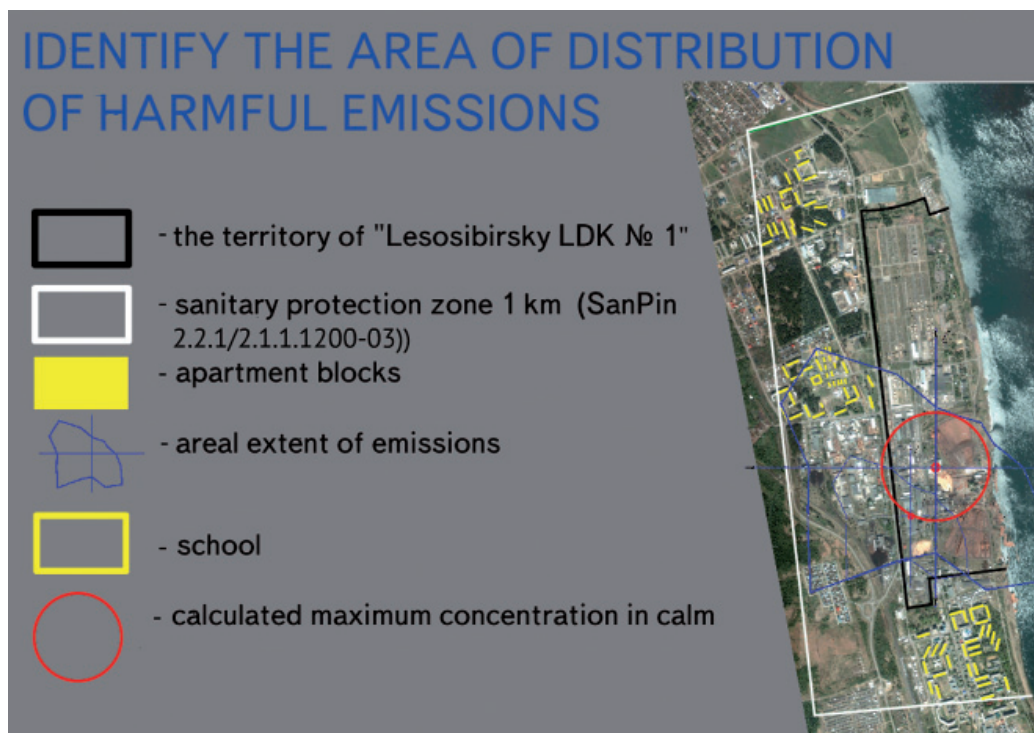 IDENTIFY THE AREA OF DISTRIBUTION
OF HARMFUL EMISSIONS
- the territory of "Lesosibirsky LDK № 1"
- sanitary protection zone 1 km (SanPin
2.2.1/2.1.1.1200-03))
- apartment blocks
- areal extent of emissions
- school
- calculated maximum concentration in calm